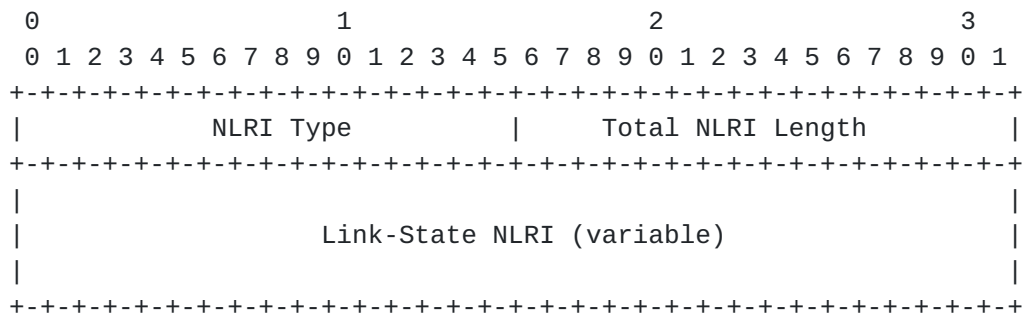 0                   1                   2                   3
 0 1 2 3 4 5 6 7 8 9 0 1 2 3 4 5 6 7 8 9 0 1 2 3 4 5 6 7 8 9 0 1
+-+-+-+-+-+-+-+-+-+-+-+-+-+-+-+-+-+-+-+-+-+-+-+-+-+-+-+-+-+-+-+-+
|            NLRI Type          |     Total NLRI Length         |
+-+-+-+-+-+-+-+-+-+-+-+-+-+-+-+-+-+-+-+-+-+-+-+-+-+-+-+-+-+-+-+-+
|                                                               |
|                   Link-State NLRI (variable)                  |
|                                                               |
+-+-+-+-+-+-+-+-+-+-+-+-+-+-+-+-+-+-+-+-+-+-+-+-+-+-+-+-+-+-+-+-+